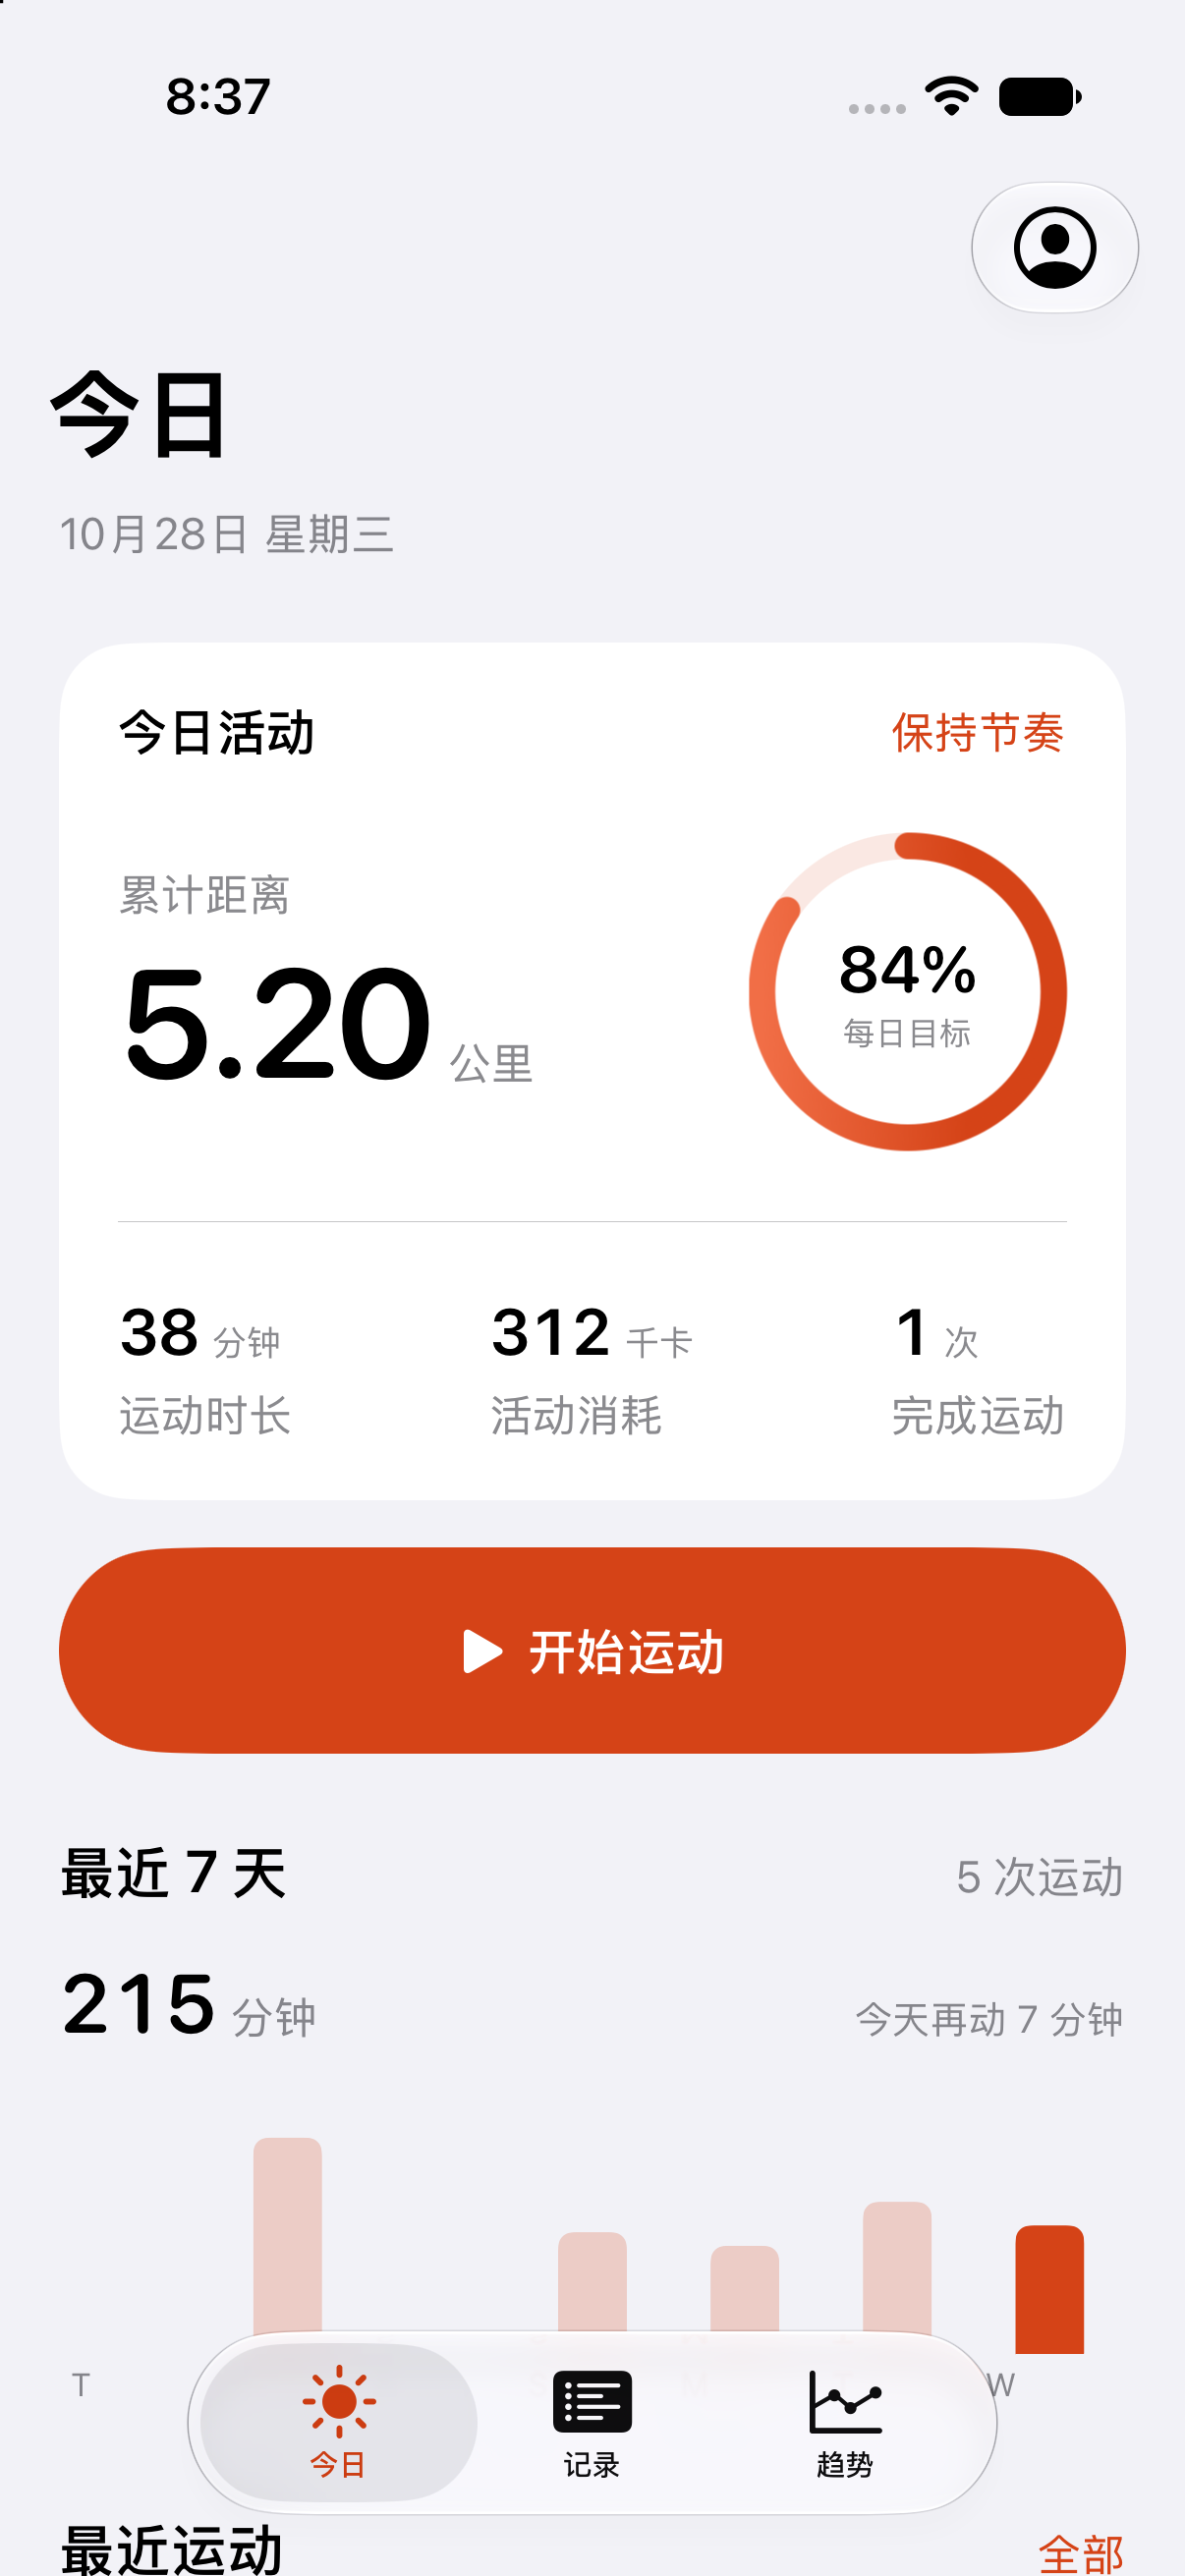 8:37
今日
10月28日 星期三
今日活动
保持节奏
累计距离
5.20 公里
84%
每日目标
38 分钟
312 千卡
1 次
运动时长
活动消耗
完成运动
开始运动
最近 7 天
5 次运动
215 分钟
今天再动 7 分钟
T
W
今日
记录
趋势
最近运动
全部